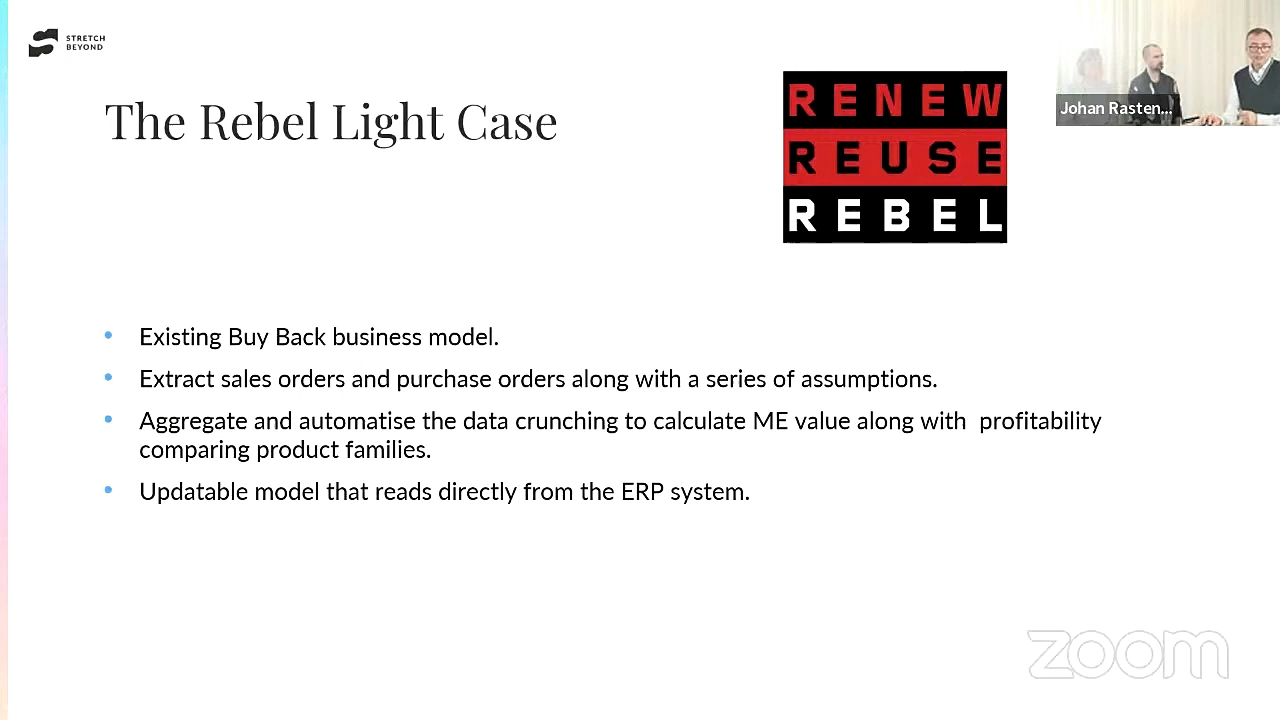 STRETCH
BEYOND
The Rebel Light Case
RENEW
REUSE
REBEL
Johan Rasten...
• Existing Buy Back business model.
• Extract sales orders and purchase orders along with a series of assumptions.
• Aggregate and automatise the data crunching to calculate ME value along with  profitability
comparing product families.
• Updatable model that reads directly from the ERP system.
zoom